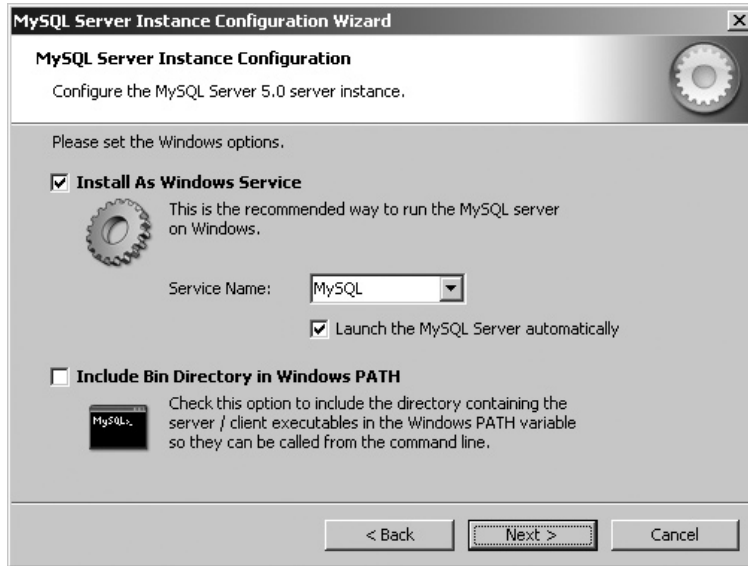 MySQL Server Instance Configuration Wizard
MySQL Server Instance Configuration
Configure the MySQL Server 5.0 server instance.
Please set the Windows options.
Install As Windows Service
This is the recommended way to run the MySQL server
on Windows.
Service Name: MySQL
Launch the MySQL Server automatically
Include Bin Directory in Windows PATH
MySQL>_
Check this option to include the directory containing the
server / client executables in the Windows PATH variable
so they can be called from the command line.
< Back Next > Cancel